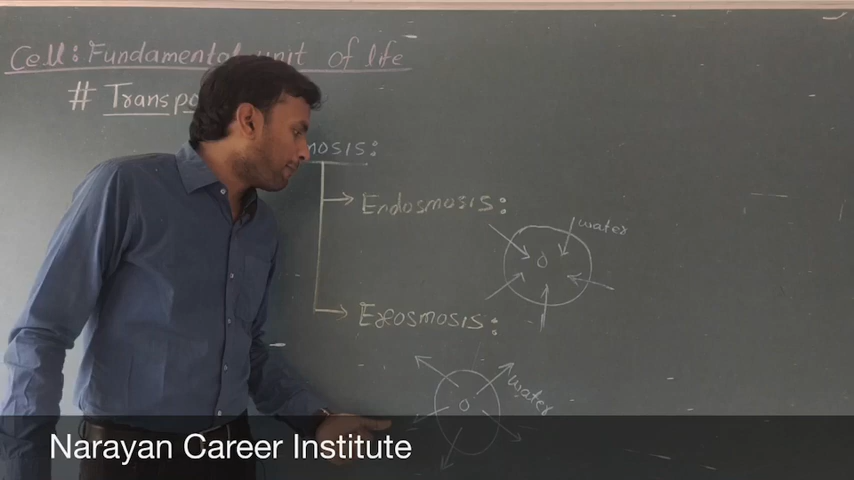 Cell: Fundamental unit of life
# Transpo
mosis:
Endosmosis:
water
Exosmosis:
water
Narayan Career Institute